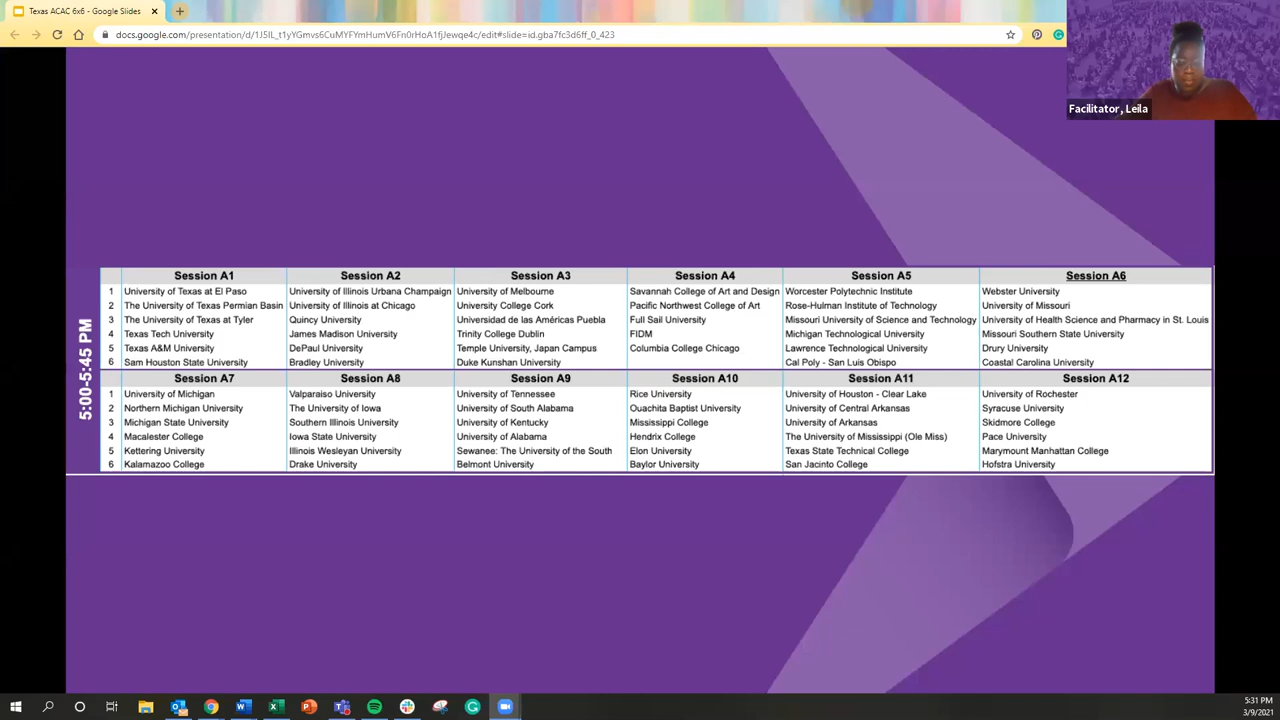 Texas ACAC 6x6 - Google Slides
docs.google.com/presentation/d/1J5IL_t1yYGmvs6CuMYFYmHumV6Fn0rHoA1fjJewqe4c/edit#slide=id.gba7fc3d6ff_0_423
Facilitator, Leila
5:00-5:45 PM
Session A1 Session A2 Session A3 Session A4 Session A5 Session A6
1 University of Texas at El Paso University of Illinois Urbana Champaign University of Melbourne Savannah College of Art and Design Worcester Polytechnic Institute Webster University
2 The University of Texas Permian Basin University of Illinois at Chicago University College Cork Pacific Northwest College of Art Rose-Hulman Institute of Technology University of Missouri
3 The University of Texas at Tyler Quincy University Universidad de las Américas Puebla Full Sail University Missouri University of Science and Technology University of Health Science and Pharmacy in St. Louis
4 Texas Tech University James Madison University Trinity College Dublin FIDM Michigan Technological University Missouri Southern State University
5 Texas A&M University DePaul University Temple University, Japan Campus Columbia College Chicago Lawrence Technological University Drury University
6 Sam Houston State University Bradley University Duke Kunshan University Cal Poly - San Luis Obispo Coastal Carolina University
Session A7 Session A8 Session A9 Session A10 Session A11 Session A12
1 University of Michigan Valparaiso University University of Tennessee Rice University University of Houston - Clear Lake University of Rochester
2 Northern Michigan University The University of Iowa University of South Alabama Ouachita Baptist University University of Central Arkansas Syracuse University
3 Michigan State University Southern Illinois University University of Kentucky Mississippi College University of Arkansas Skidmore College
4 Macalester College Iowa State University University of Alabama Hendrix College The University of Mississippi (Ole Miss) Pace University
5 Kettering University Illinois Wesleyan University Sewanee: The University of the South Elon University Texas State Technical College Marymount Manhattan College
6 Kalamazoo College Drake University Belmont University Baylor University San Jacinto College Hofstra University
5:31 PM
3/9/2021